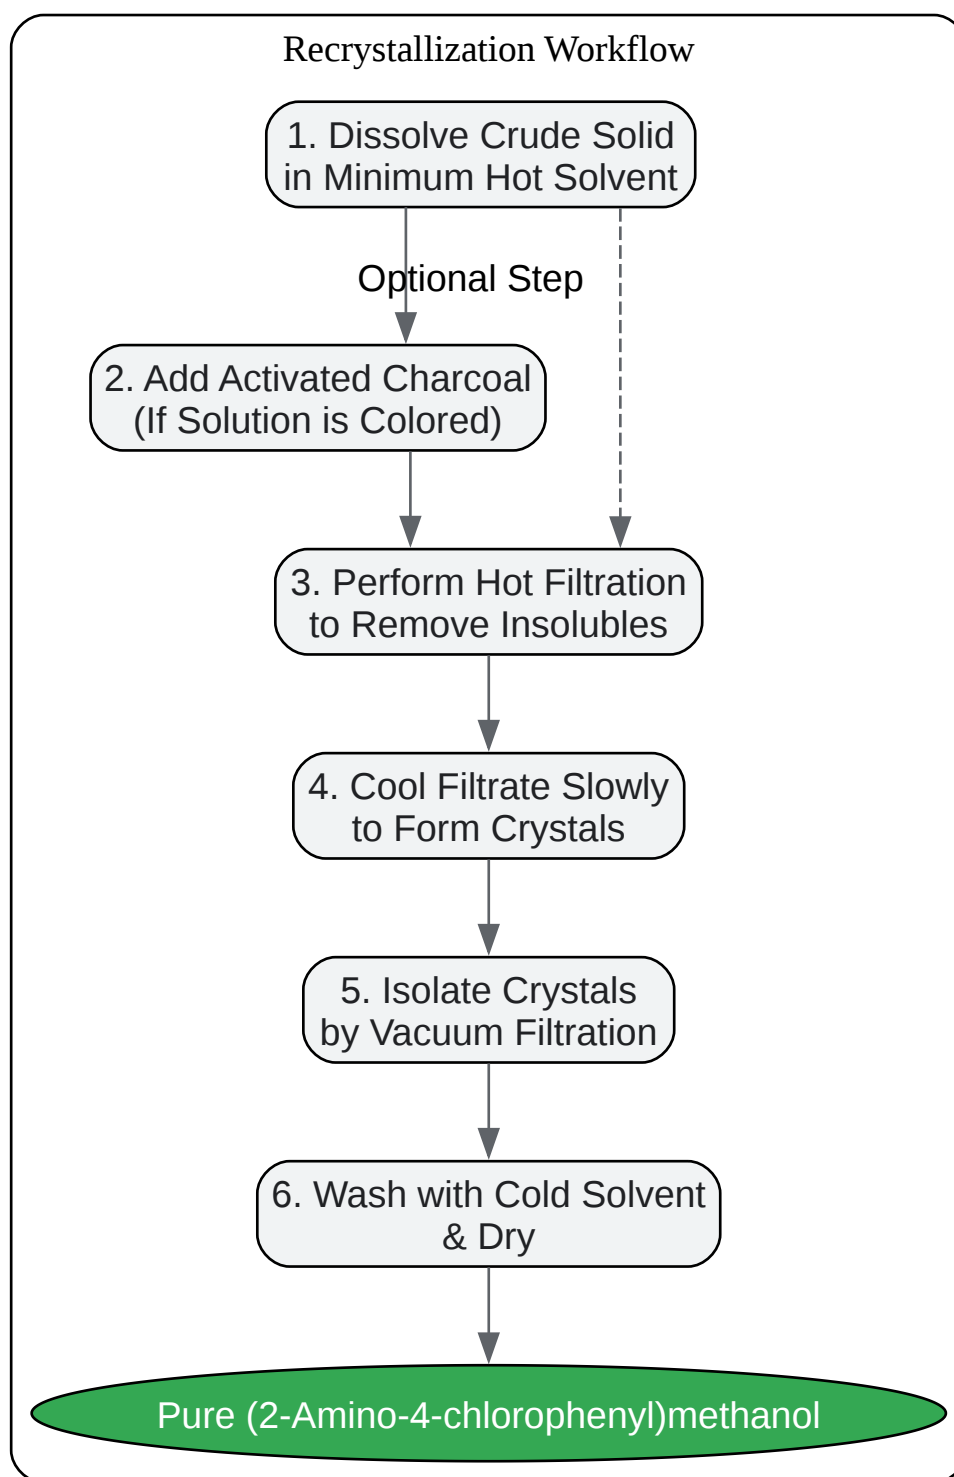 Recrystallization Workflow
1. Dissolve Crude Solid
in Minimum Hot Solvent
Optional Step
2. Add Activated Charcoal
(If Solution is Colored)
3. Perform Hot Filtration
to Remove Insolubles
4. Cool Filtrate Slowly
to Form Crystals
5. Isolate Crystals
by Vacuum Filtration
6. Wash with Cold Solvent
& Dry
Pure (2-Amino-4-chlorophenyl)methanol